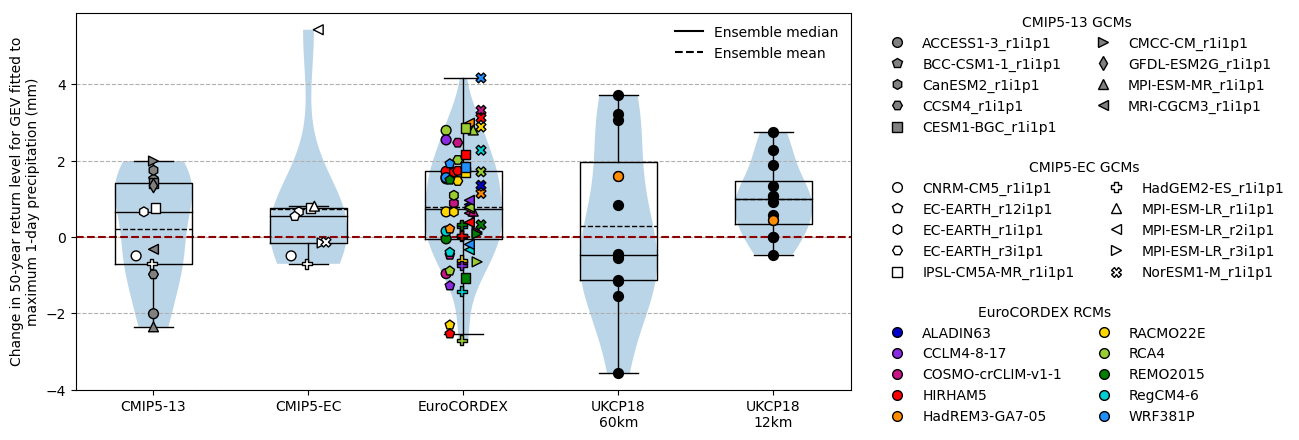 Change in 50-year return level for GEV fitted to
maximum 1-day precipitation (mm)
4
2
0
−2
−4
Ensemble median
Ensemble mean
CMIP5-13
CMIP5-EC
EuroCORDEX
UKCP18
60km
UKCP18
12km
CMIP5-13 GCMs
ACCESS1-3_r1i1p1
BCC-CSM1-1_r1i1p1
CanESM2_r1i1p1
CCSM4_r1i1p1
CESM1-BGC_r1i1p1
CMCC-CM_r1i1p1
GFDL-ESM2G_r1i1p1
MPI-ESM-MR_r1i1p1
MRI-CGCM3_r1i1p1
CMIP5-EC GCMs
CNRM-CM5_r1i1p1
EC-EARTH_r12i1p1
EC-EARTH_r1i1p1
EC-EARTH_r3i1p1
IPSL-CM5A-MR_r1i1p1
HadGEM2-ES_r1i1p1
MPI-ESM-LR_r1i1p1
MPI-ESM-LR_r2i1p1
MPI-ESM-LR_r3i1p1
NorESM1-M_r1i1p1
EuroCORDEX RCMs
ALADIN63
CCLM4-8-17
COSMO-crCLIM-v1-1
HIRHAM5
HadREM3-GA7-05
RACMO22E
RCA4
REMO2015
RegCM4-6
WRF381P